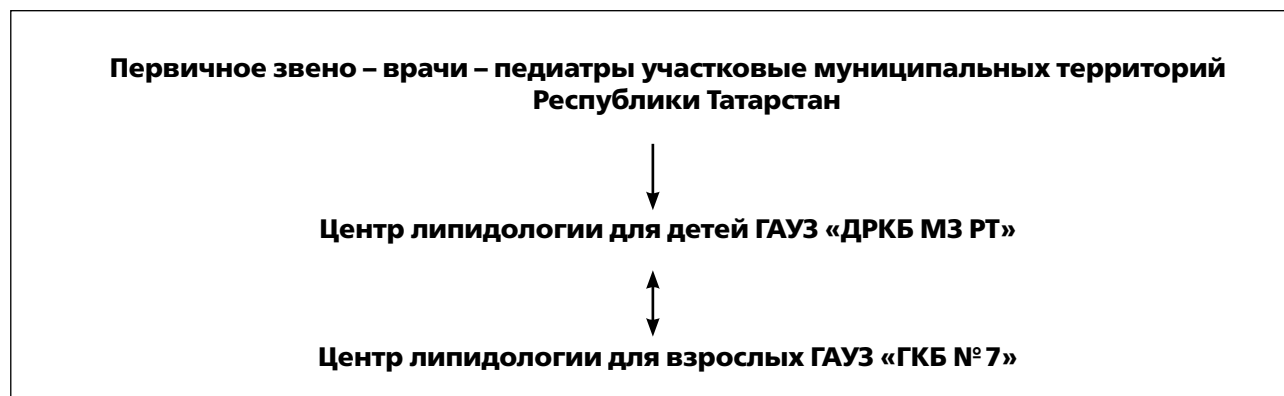 Первичное звено – врачи – педиатры участковые муниципальных территорий
Республики Татарстан
Центр липидологии для детей ГАУЗ «ДРКБ МЗ РТ»
Центр липидологии для взрослых ГАУЗ «ГКБ № 7»